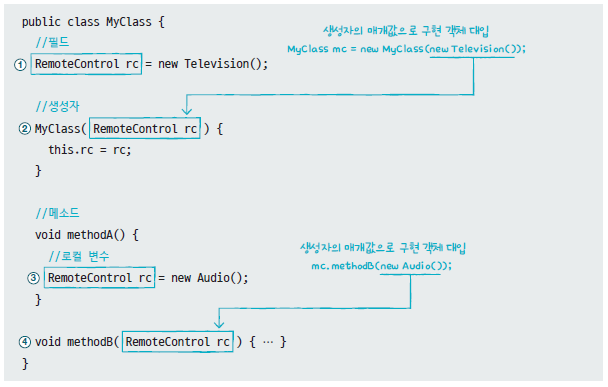 public class MyClass {
//필드
① RemoteControl rc = new Television();
생성자의 매개값으로 구현 객체 대입
MyClass mc = new MyClass(new Television());
//생성자
② MyClass( RemoteControl rc ) {
this.rc = rc;
}
//메소드
void methodA() {
//로컬 변수
③ RemoteControl rc = new Audio();
}
생성자의 매개값으로 구현 객체 대입
mc.methodB(new Audio());
④ void methodB( RemoteControl rc ) { … }
}